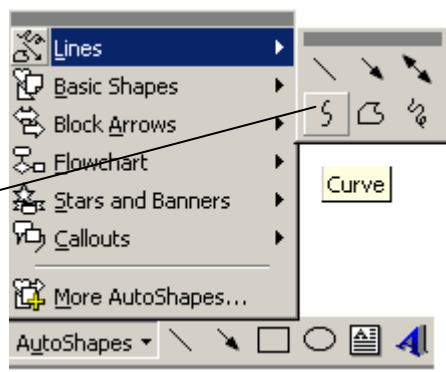 Lines
Basic Shapes
Block Arrows
Flowchart
Stars and Banners
Curve
Callouts
More AutoShapes...
AutoShapes